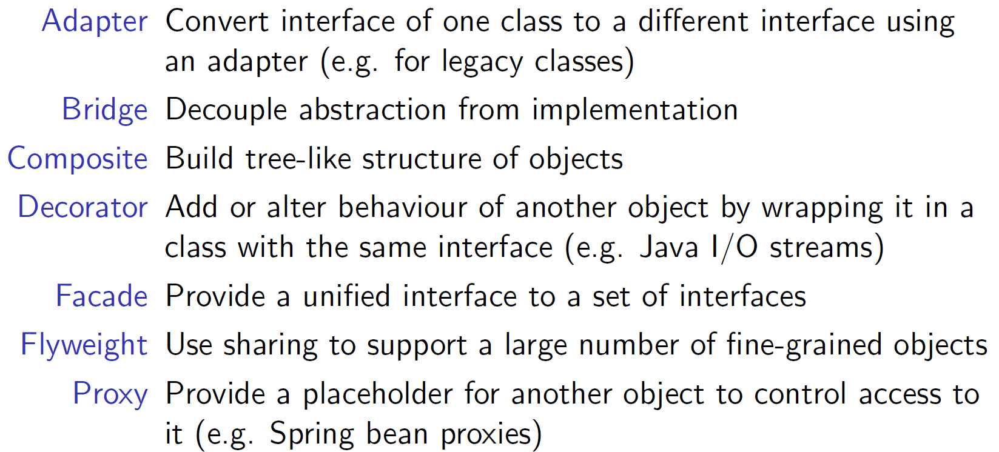 Adapter Convert interface of one class to a different interface using
an adapter (e.g. for legacy classes)
Bridge Decouple abstraction from implementation
Composite Build tree-like structure of objects
Decorator Add or alter behaviour of another object by wrapping it in a
class with the same interface (e.g. Java I/O streams)
Facade Provide a unified interface to a set of interfaces
Flyweight Use sharing to support a large number of fine-grained objects
Proxy Provide a placeholder for another object to control access to
it (e.g. Spring bean proxies)